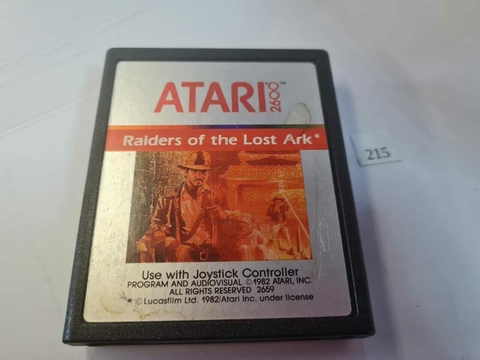 ATARI 2600™
Raiders of the Lost Ark*
215
Use with Joystick Controller
PROGRAM AND AUDIOVISUAL ©1982 ATARI, INC.
ALL RIGHTS RESERVED 2659
*©Lucasfilm Ltd. 1982/Atari Inc. under license